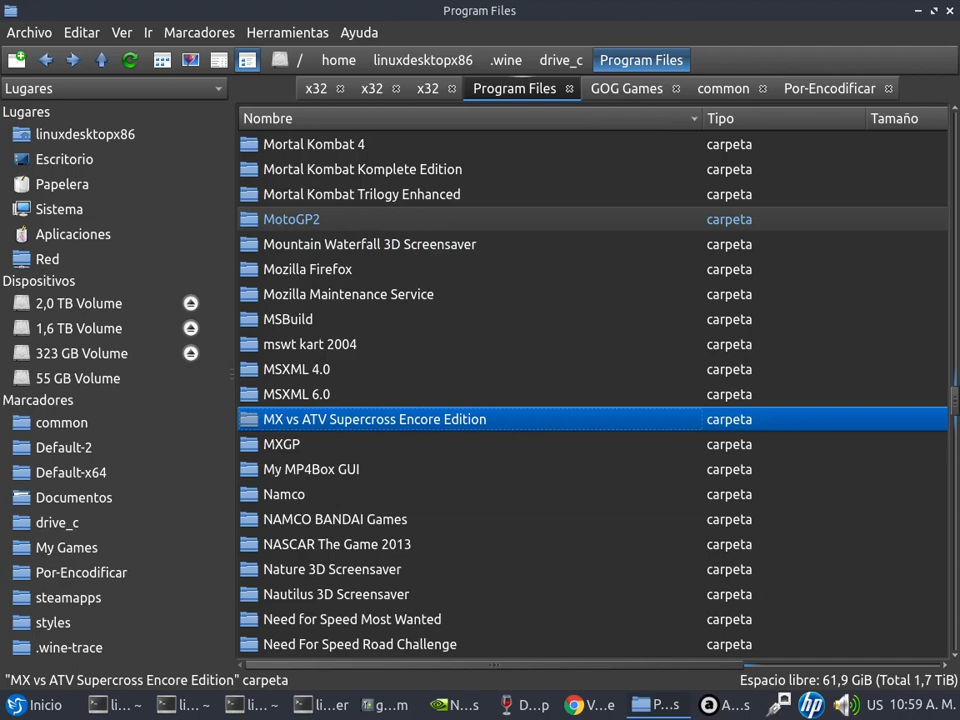 Program Files
Archivo Editar Ver Ir Marcadores Herramientas Ayuda
/ home linuxdesktopx86 .wine drive_c Program Files
Lugares
x32 x32 x32 Program Files GOG Games common Por-Encodificar
Nombre Tipo Tamaño
Lugares
linuxdesktopx86
Escritorio
Papelera
Sistema
Aplicaciones
Red
Dispositivos
2,0 TB Volume
1,6 TB Volume
323 GB Volume
55 GB Volume
Marcadores
common
Default-2
Default-x64
Documentos
drive_c
My Games
Por-Encodificar
steamapps
styles
.wine-trace
Mortal Kombat 4 carpeta
Mortal Kombat Komplete Edition carpeta
Mortal Kombat Trilogy Enhanced carpeta
MotoGP2 carpeta
Mountain Waterfall 3D Screensaver carpeta
Mozilla Firefox carpeta
Mozilla Maintenance Service carpeta
MSBuild carpeta
mswt kart 2004 carpeta
MSXML 4.0 carpeta
MSXML 6.0 carpeta
MX vs ATV Supercross Encore Edition carpeta
MXGP carpeta
My MP4Box GUI carpeta
Namco carpeta
NAMCO BANDAI Games carpeta
NASCAR The Game 2013 carpeta
Nature 3D Screensaver carpeta
Nautilus 3D Screensaver carpeta
Need for Speed Most Wanted carpeta
Need For Speed Road Challenge carpeta
"MX vs ATV Supercross Encore Edition" carpeta Espacio libre: 61,9 GiB (Total 1,7 TiB)
Inicio li... ~ li... ~ li... ~ li...er g...m N...s D...p V...e P...s A...s hp US 10:59 A. M.